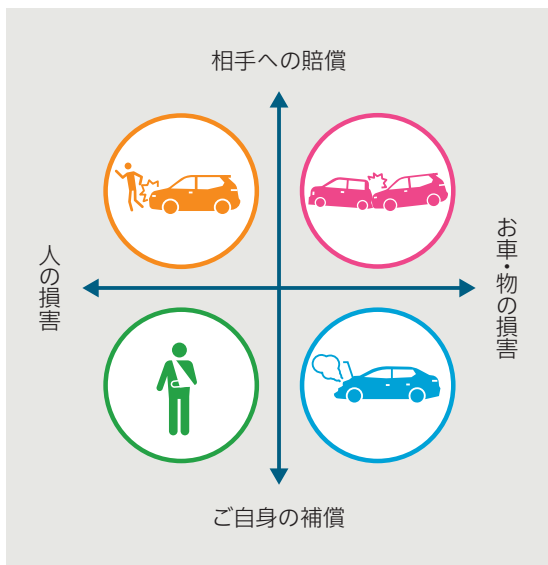 相手への賠償
人の損害
お車・物の損害
ご自身の補償